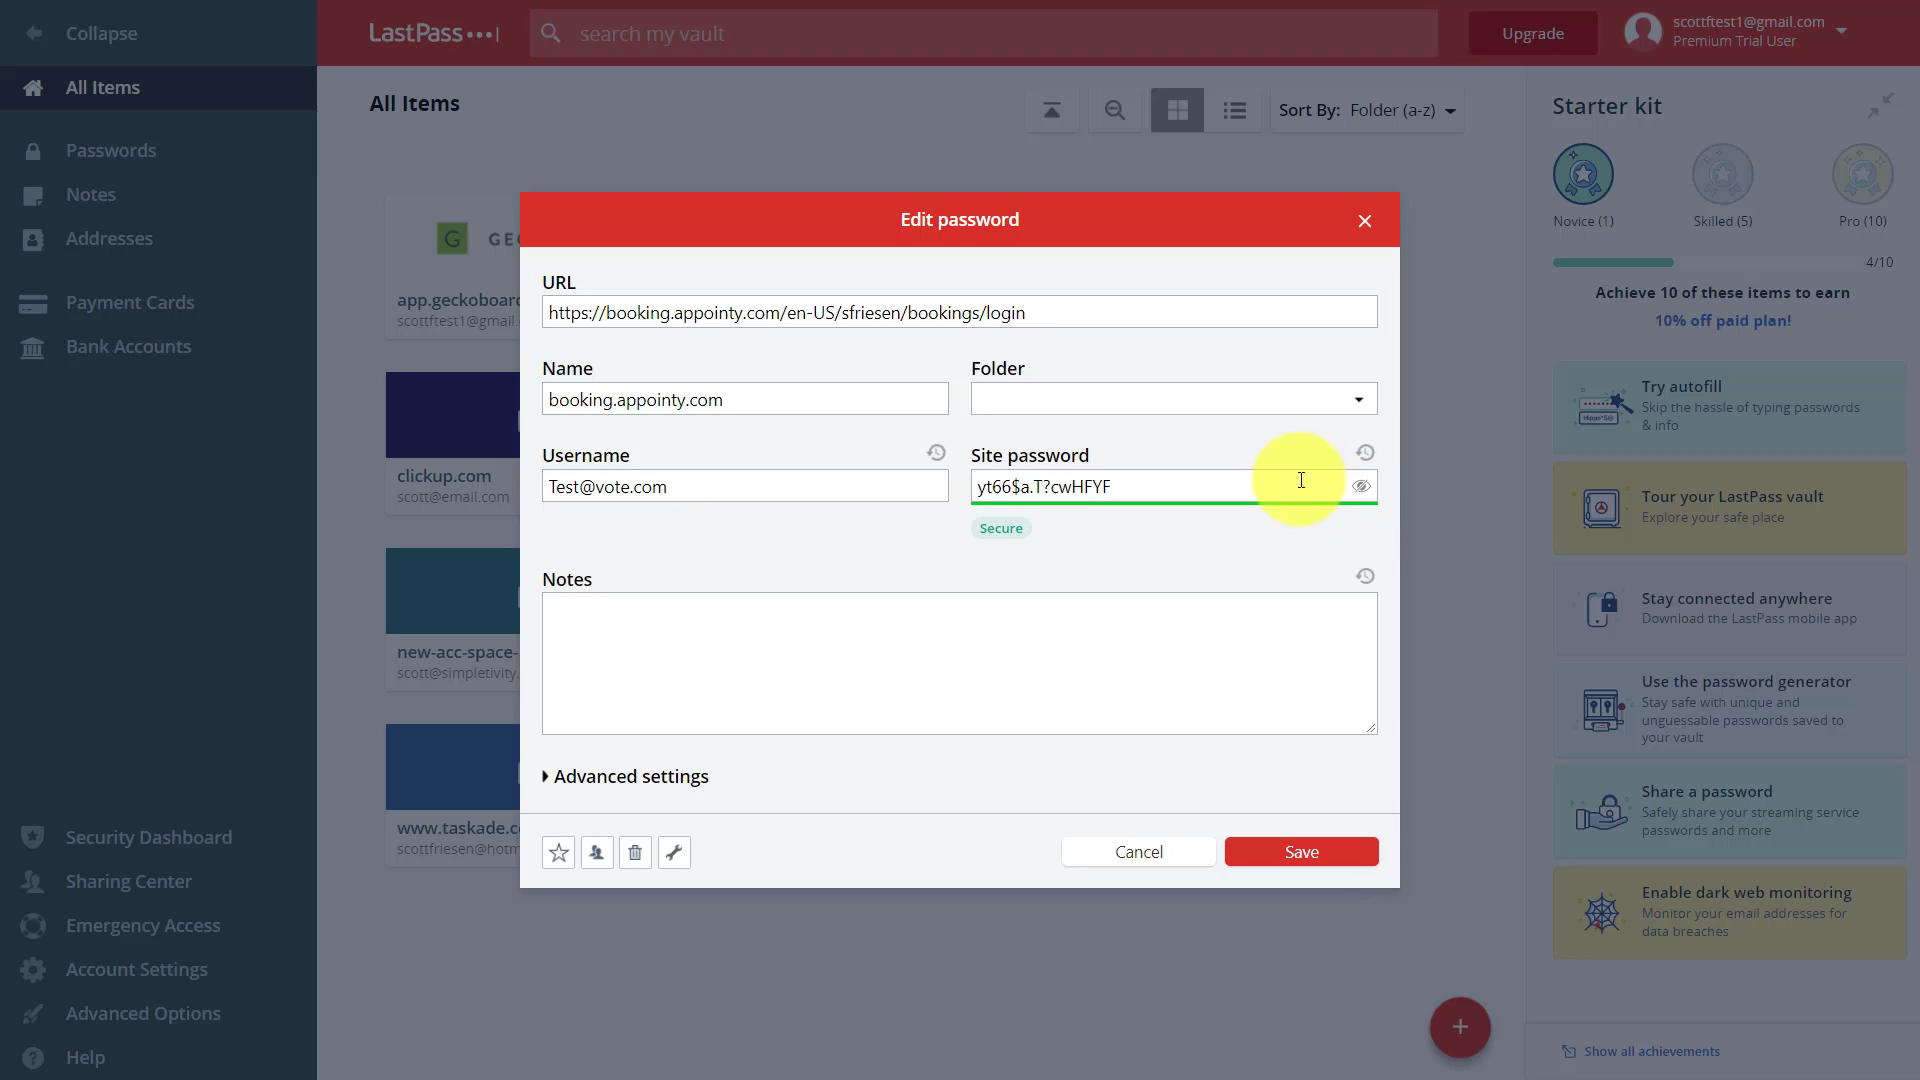 Collapse
LastPass
search my vault
Upgrade
scottftest1@gmail.com
Premium Trial User
All Items
Passwords
Notes
Addresses
Payment Cards
Bank Accounts
Security Dashboard
Sharing Center
Emergency Access
Account Settings
Advanced Options
Help
All Items
Sort By: Folder (a-z)
G GEC
app.geckoboard
scottftest1@gmail.
clickup.com
scott@email.com
new-acc-space-
scott@simpletivity.
www.taskade.c
scottfriesen@hotm
Edit password
URL
https://booking.appointy.com/en-US/sfriesen/bookings/login
Name
Folder
booking.appointy.com
Username
Site password
Test@vote.com
yt66$a.T?cwHFYF
Secure
Notes
Advanced settings
Cancel
Save
Starter kit
Novice (1)
Skilled (5)
Pro (10)
4/10
Achieve 10 of these items to earn
10% off paid plan!
Try autofill
Skip the hassle of typing passwords
& info
Tour your LastPass vault
Explore your safe place
Stay connected anywhere
Download the LastPass mobile app
Use the password generator
Stay safe with unique and
unguessable passwords saved to
your vault
Share a password
Safely share your streaming service
passwords and more
Enable dark web monitoring
Monitor your email addresses for
data breaches
Show all achievements